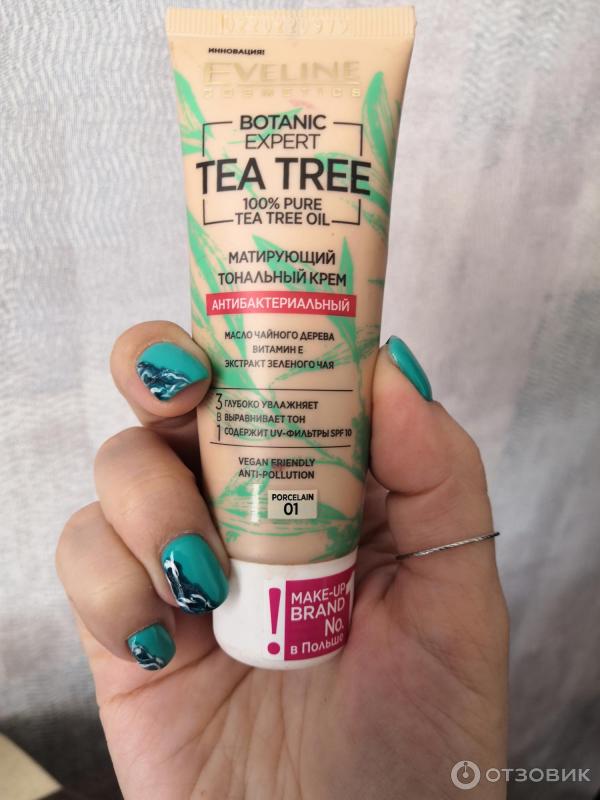 ИННОВАЦИЯ!
EVELINE
COSMETICS
BOTANIC
EXPERT
TEA TREE
100% PURE
TEA TREE OIL
МАТИРУЮЩИЙ
ТОНАЛЬНЫЙ КРЕМ
АНТИБАКТЕРИАЛЬНЫЙ
МАСЛО ЧАЙНОГО ДЕРЕВА
ВИТАМИН Е
ЭКСТРАКТ ЗЕЛЕНОГО ЧАЯ
3 ГЛУБОКО УВЛАЖНЯЕТ
В ВЫРАВНИВАЕТ ТОН
1 СОДЕРЖИТ UV-ФИЛЬТРЫ SPF 10
VEGAN FRIENDLY
ANTI-POLLUTION
PORCELAIN
01
! MAKE-UP
BRAND
No. 1
в Польше
ОТЗОВИК